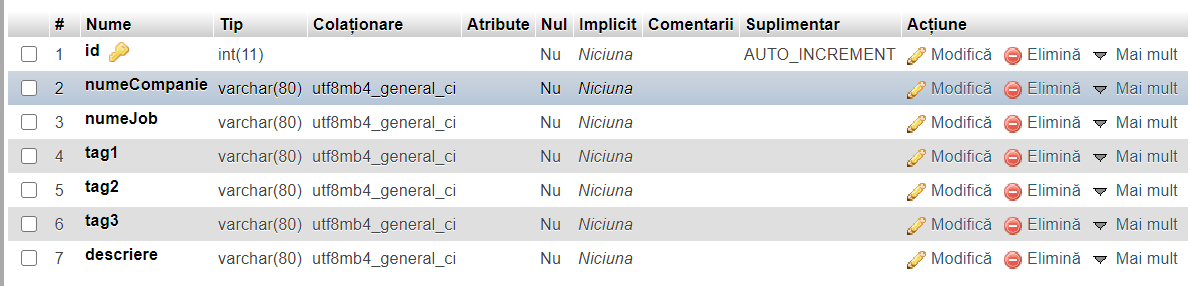 # Nume Tip Colaționare Atribute Nul Implicit Comentarii Suplimentar Acțiune
1 id int(11) Nu Niciuna AUTO_INCREMENT Modifică Elimină Mai mult
2 numeCompanie varchar(80) utf8mb4_general_ci Nu Niciuna Modifică Elimină Mai mult
3 numeJob varchar(80) utf8mb4_general_ci Nu Niciuna Modifică Elimină Mai mult
4 tag1 varchar(80) utf8mb4_general_ci Nu Niciuna Modifică Elimină Mai mult
5 tag2 varchar(80) utf8mb4_general_ci Nu Niciuna Modifică Elimină Mai mult
6 tag3 varchar(80) utf8mb4_general_ci Nu Niciuna Modifică Elimină Mai mult
7 descriere varchar(80) utf8mb4_general_ci Nu Niciuna Modifică Elimină Mai mult